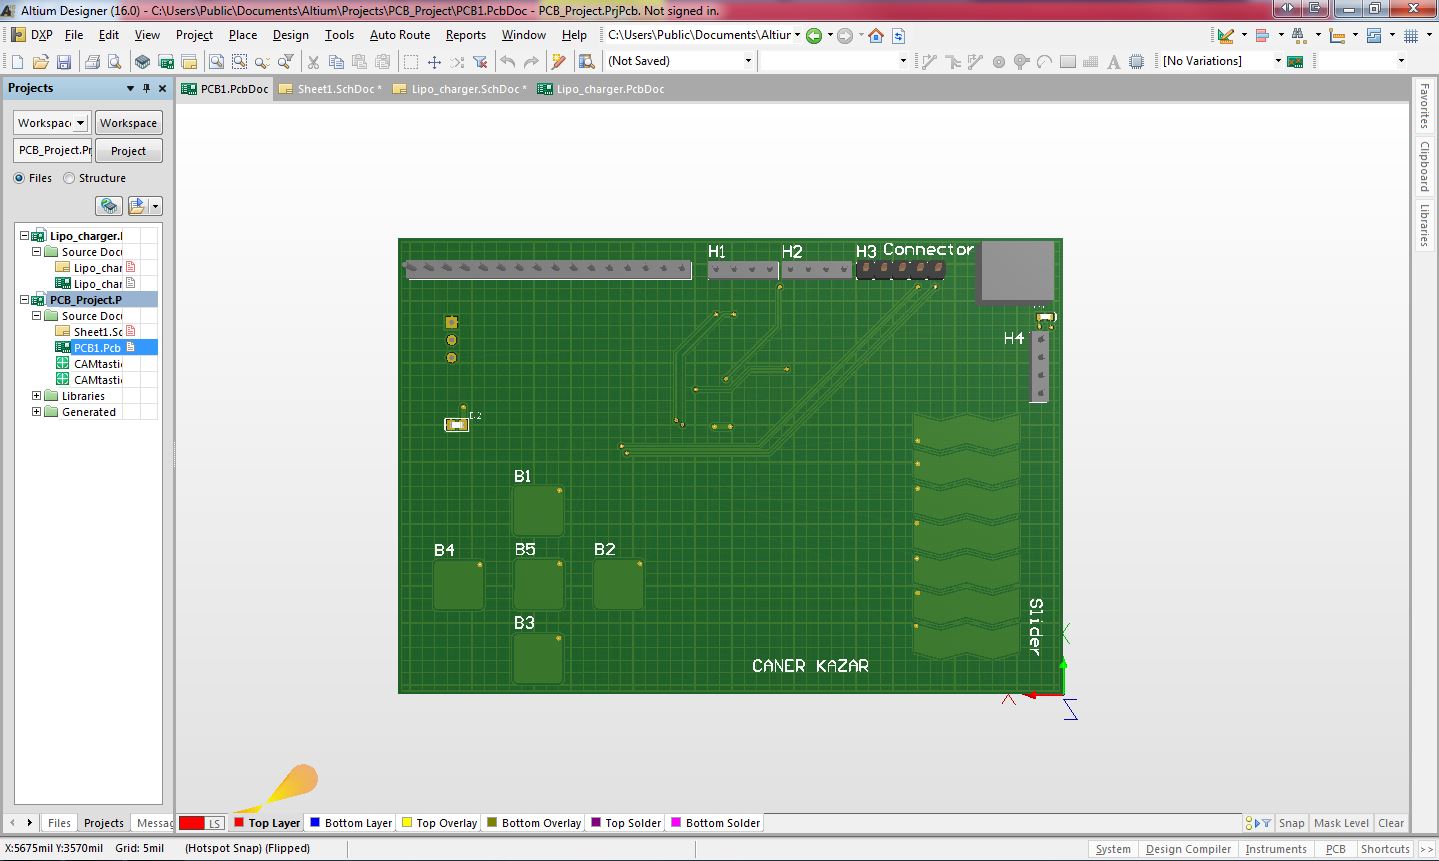 Altium Designer (16.0) - C:\Users\Public\Documents\Altium\Projects\PCB_Project\PCB1.PcbDoc - PCB_Project.PrjPcb. Not signed in.
DXP File Edit View Project Place Design Tools Auto Route Reports Window Help C:\Users\Public\Documents\Altiur
(Not Saved) [No Variations]
Projects
PCB1.PcbDoc Sheet1.SchDoc * Lipo_charger.SchDoc * Lipo_charger.PcbDoc
Workspac Workspace
PCB_Project.Pr Project
Files Structure
Lipo_charger.
Source Docu
Lipo_char
Lipo_char
PCB_Project.P
Source Docu
Sheet1.Sc
PCB1.Pcb
CAMtastic
CAMtastic
Libraries
Generated
Favorites
Clipboard
Libraries
H1 H2 H3 Connector
H4
B1
B4 B5 B2
B3
Slider
CANER KAZAR
Files Projects Messag
LS Top Layer Bottom Layer Top Overlay Bottom Overlay Top Solder Bottom Solder
Snap Mask Level Clear
X:5675mil Y:3570mil Grid: 5mil (Hotspot Snap) (Flipped)
System Design Compiler Instruments PCB Shortcuts >>